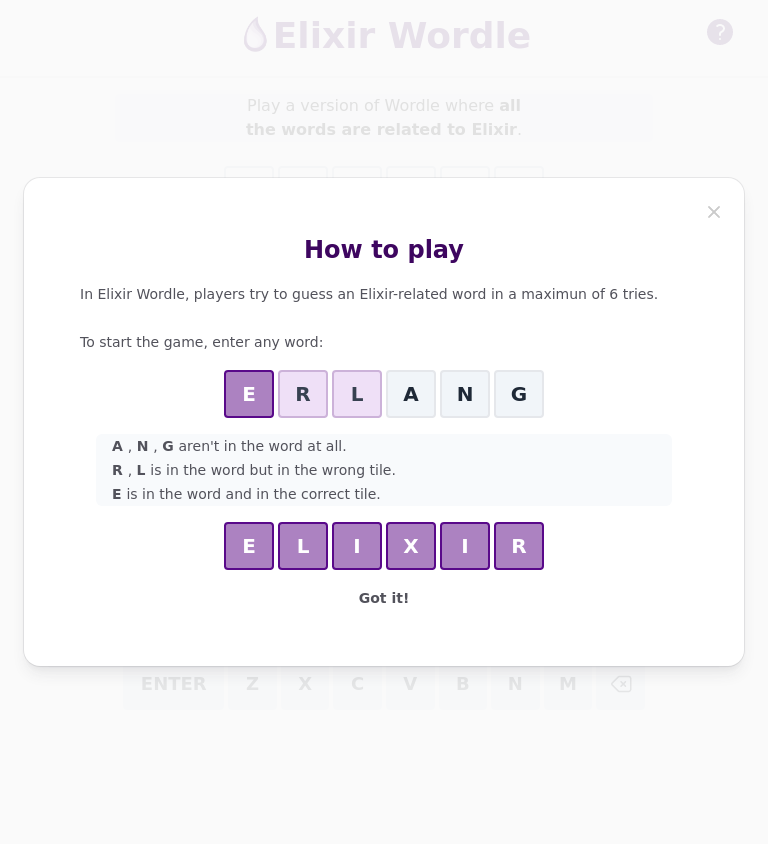 Elixir Wordle
?
Play a version of Wordle where all
the words are related to Elixir.
How to play
In Elixir Wordle, players try to guess an Elixir-related word in a maximun of 6 tries.
To start the game, enter any word:
E R L A N G
A , N , G aren't in the word at all.
R , L is in the word but in the wrong tile.
E is in the word and in the correct tile.
E L I X I R
Got it!
ENTER Z X C V B N M